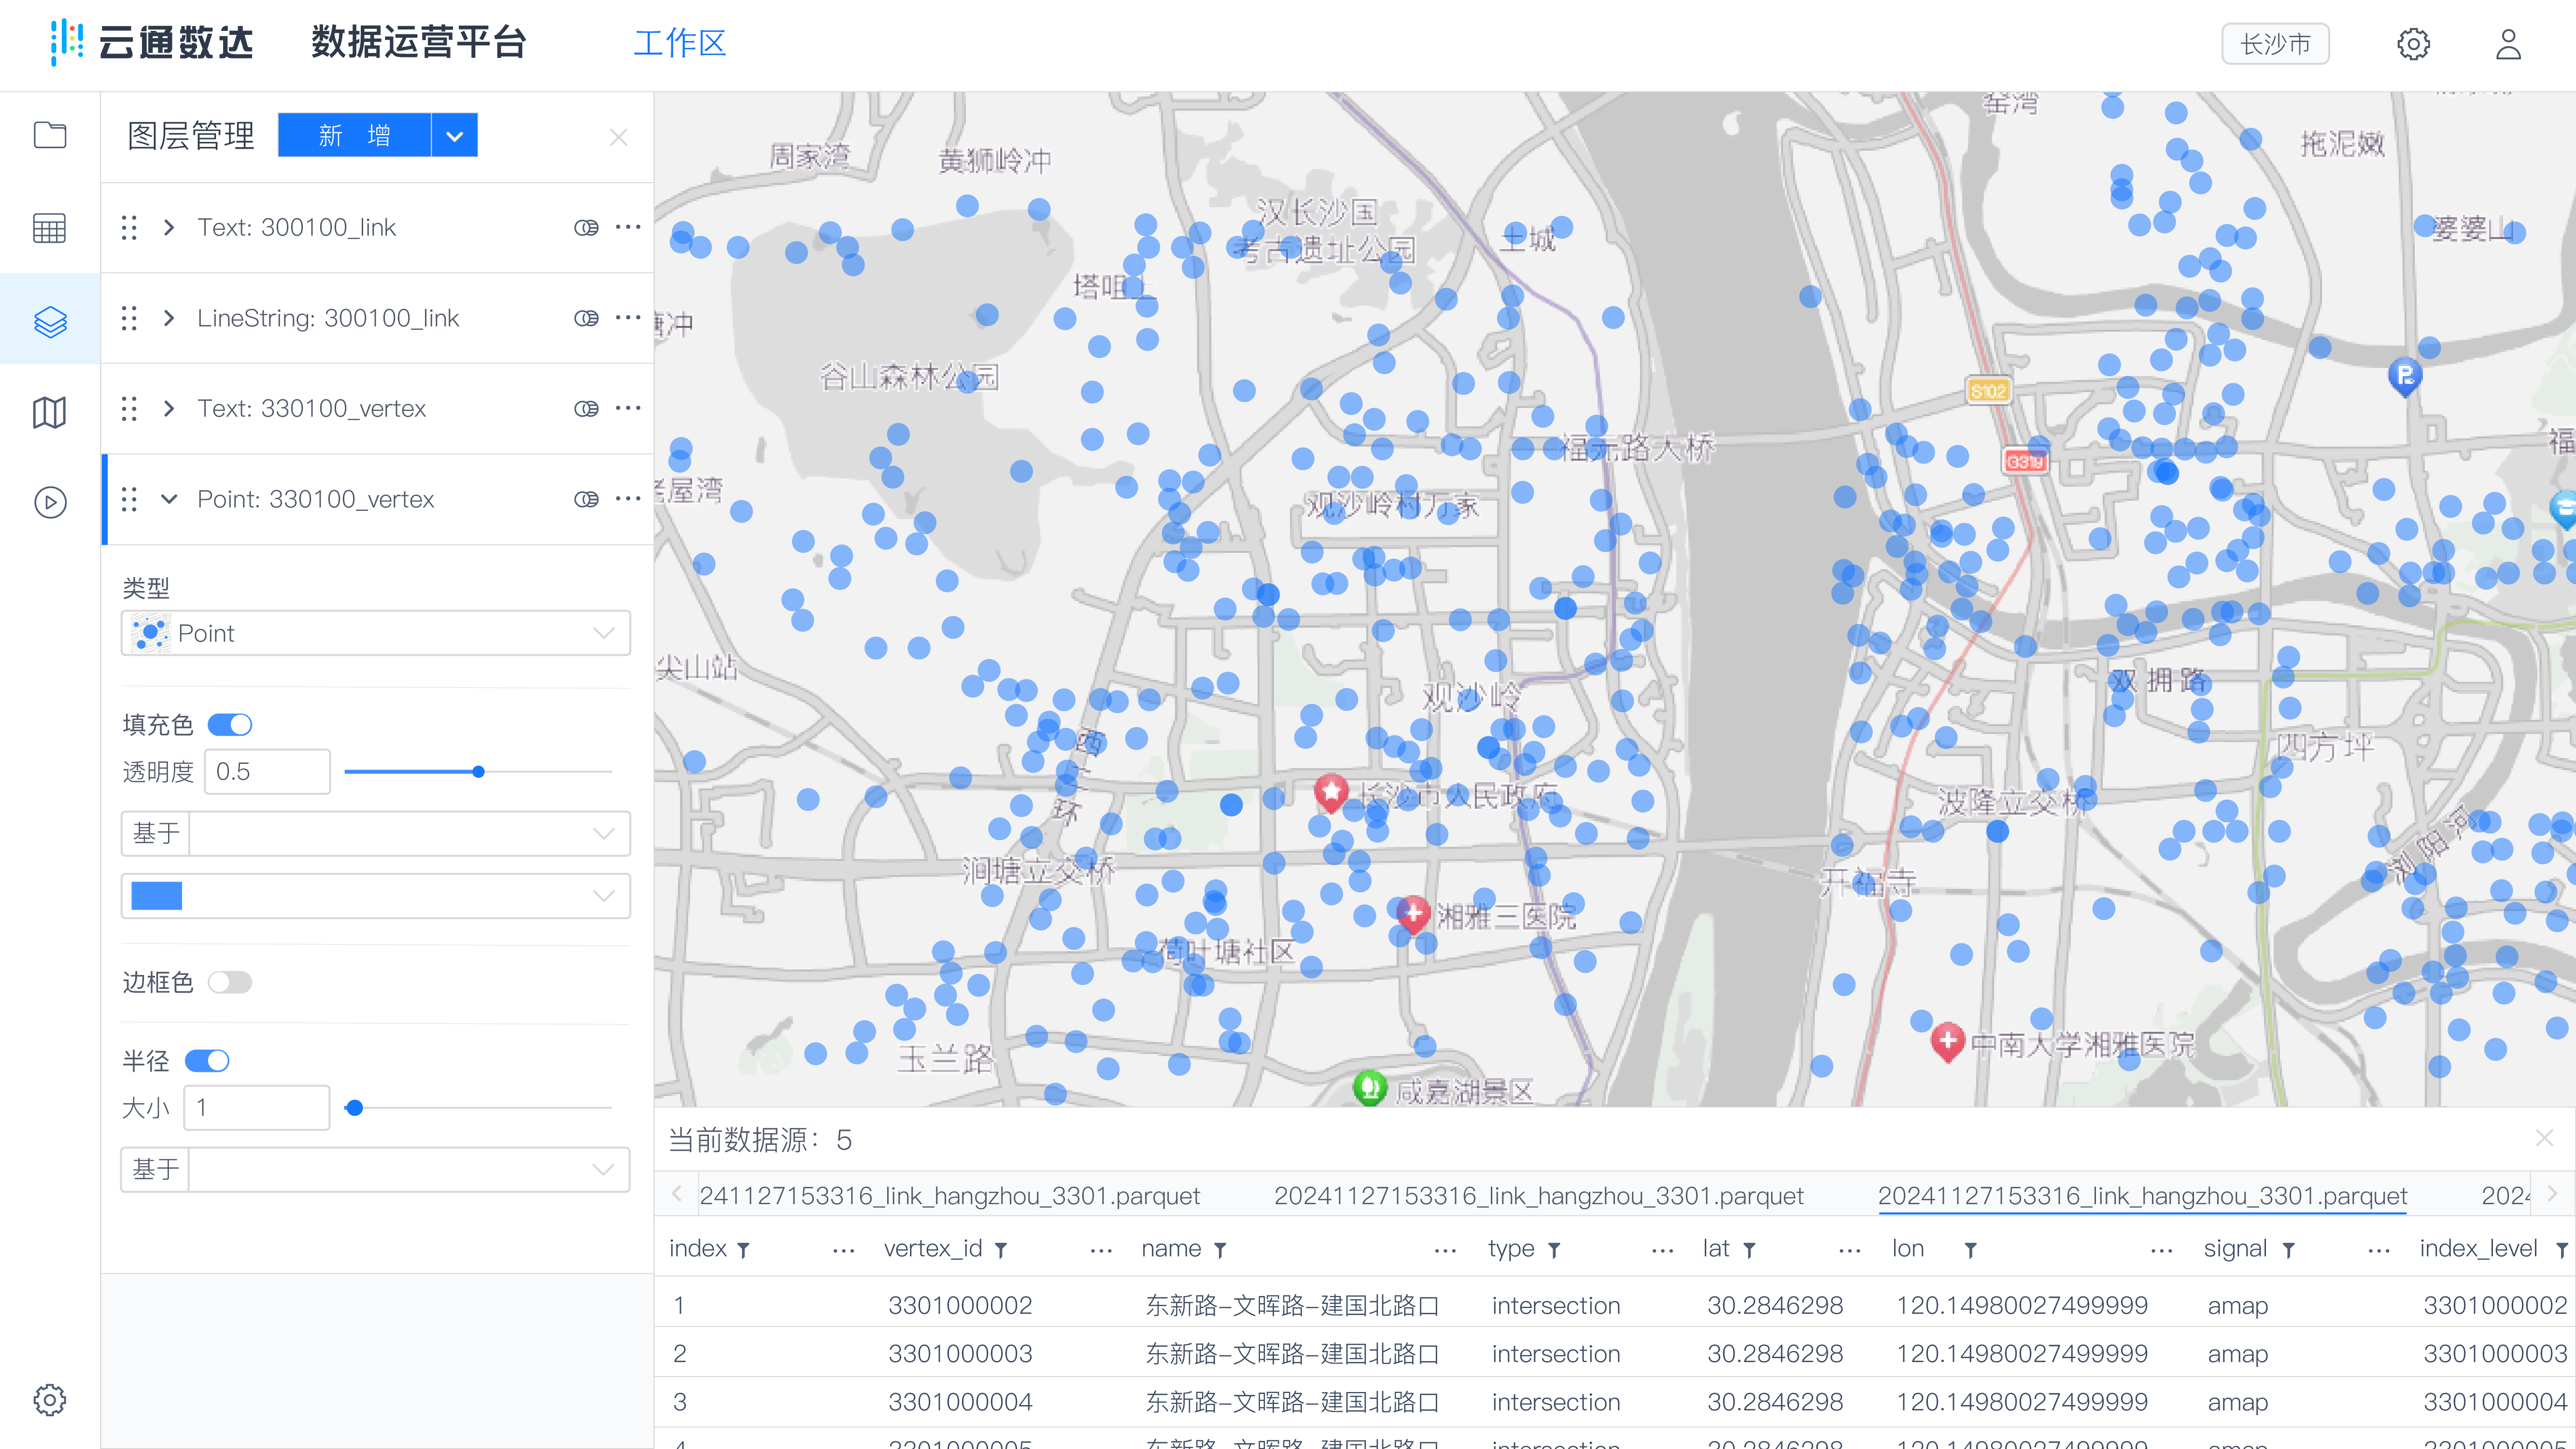 云通数达
数据运营平台
工作区
长沙市
图层管理
新 增
Text: 300100_link
LineString: 300100_link
Text: 330100_vertex
Point: 330100_vertex
类型
Point
填充色
透明度
0.5
基于
边框色
半径
大小
1
基于
窑湾
拖泥嫩
周家湾
黄狮岭冲
汉长沙国
考古遗址公园
土城
婆婆山
塔咀上
塘冲
谷山森林公园
S102
福元路大桥
G319
福
老屋湾
观沙岭村万家
尖山站
观沙岭
双拥路
西二环
四方坪
长沙市人民政府
波隆立交桥
浏阳河
涧塘立交桥
开福寺
湘雅三医院
荷叶塘社区
玉兰路
中南大学湘雅医院
咸嘉湖景区
当前数据源：5
241127153316_link_hangzhou_3301.parquet
20241127153316_link_hangzhou_3301.parquet
20241127153316_link_hangzhou_3301.parquet
2024
index vertex_id name type lat lon signal index_level
1 3301000002 东新路–文晖路–建国北路口 intersection 30.2846298 120.14980027499999 amap 3301000002
2 3301000003 东新路–文晖路–建国北路口 intersection 30.2846298 120.14980027499999 amap 3301000003
3 3301000004 东新路–文晖路–建国北路口 intersection 30.2846298 120.14980027499999 amap 3301000004